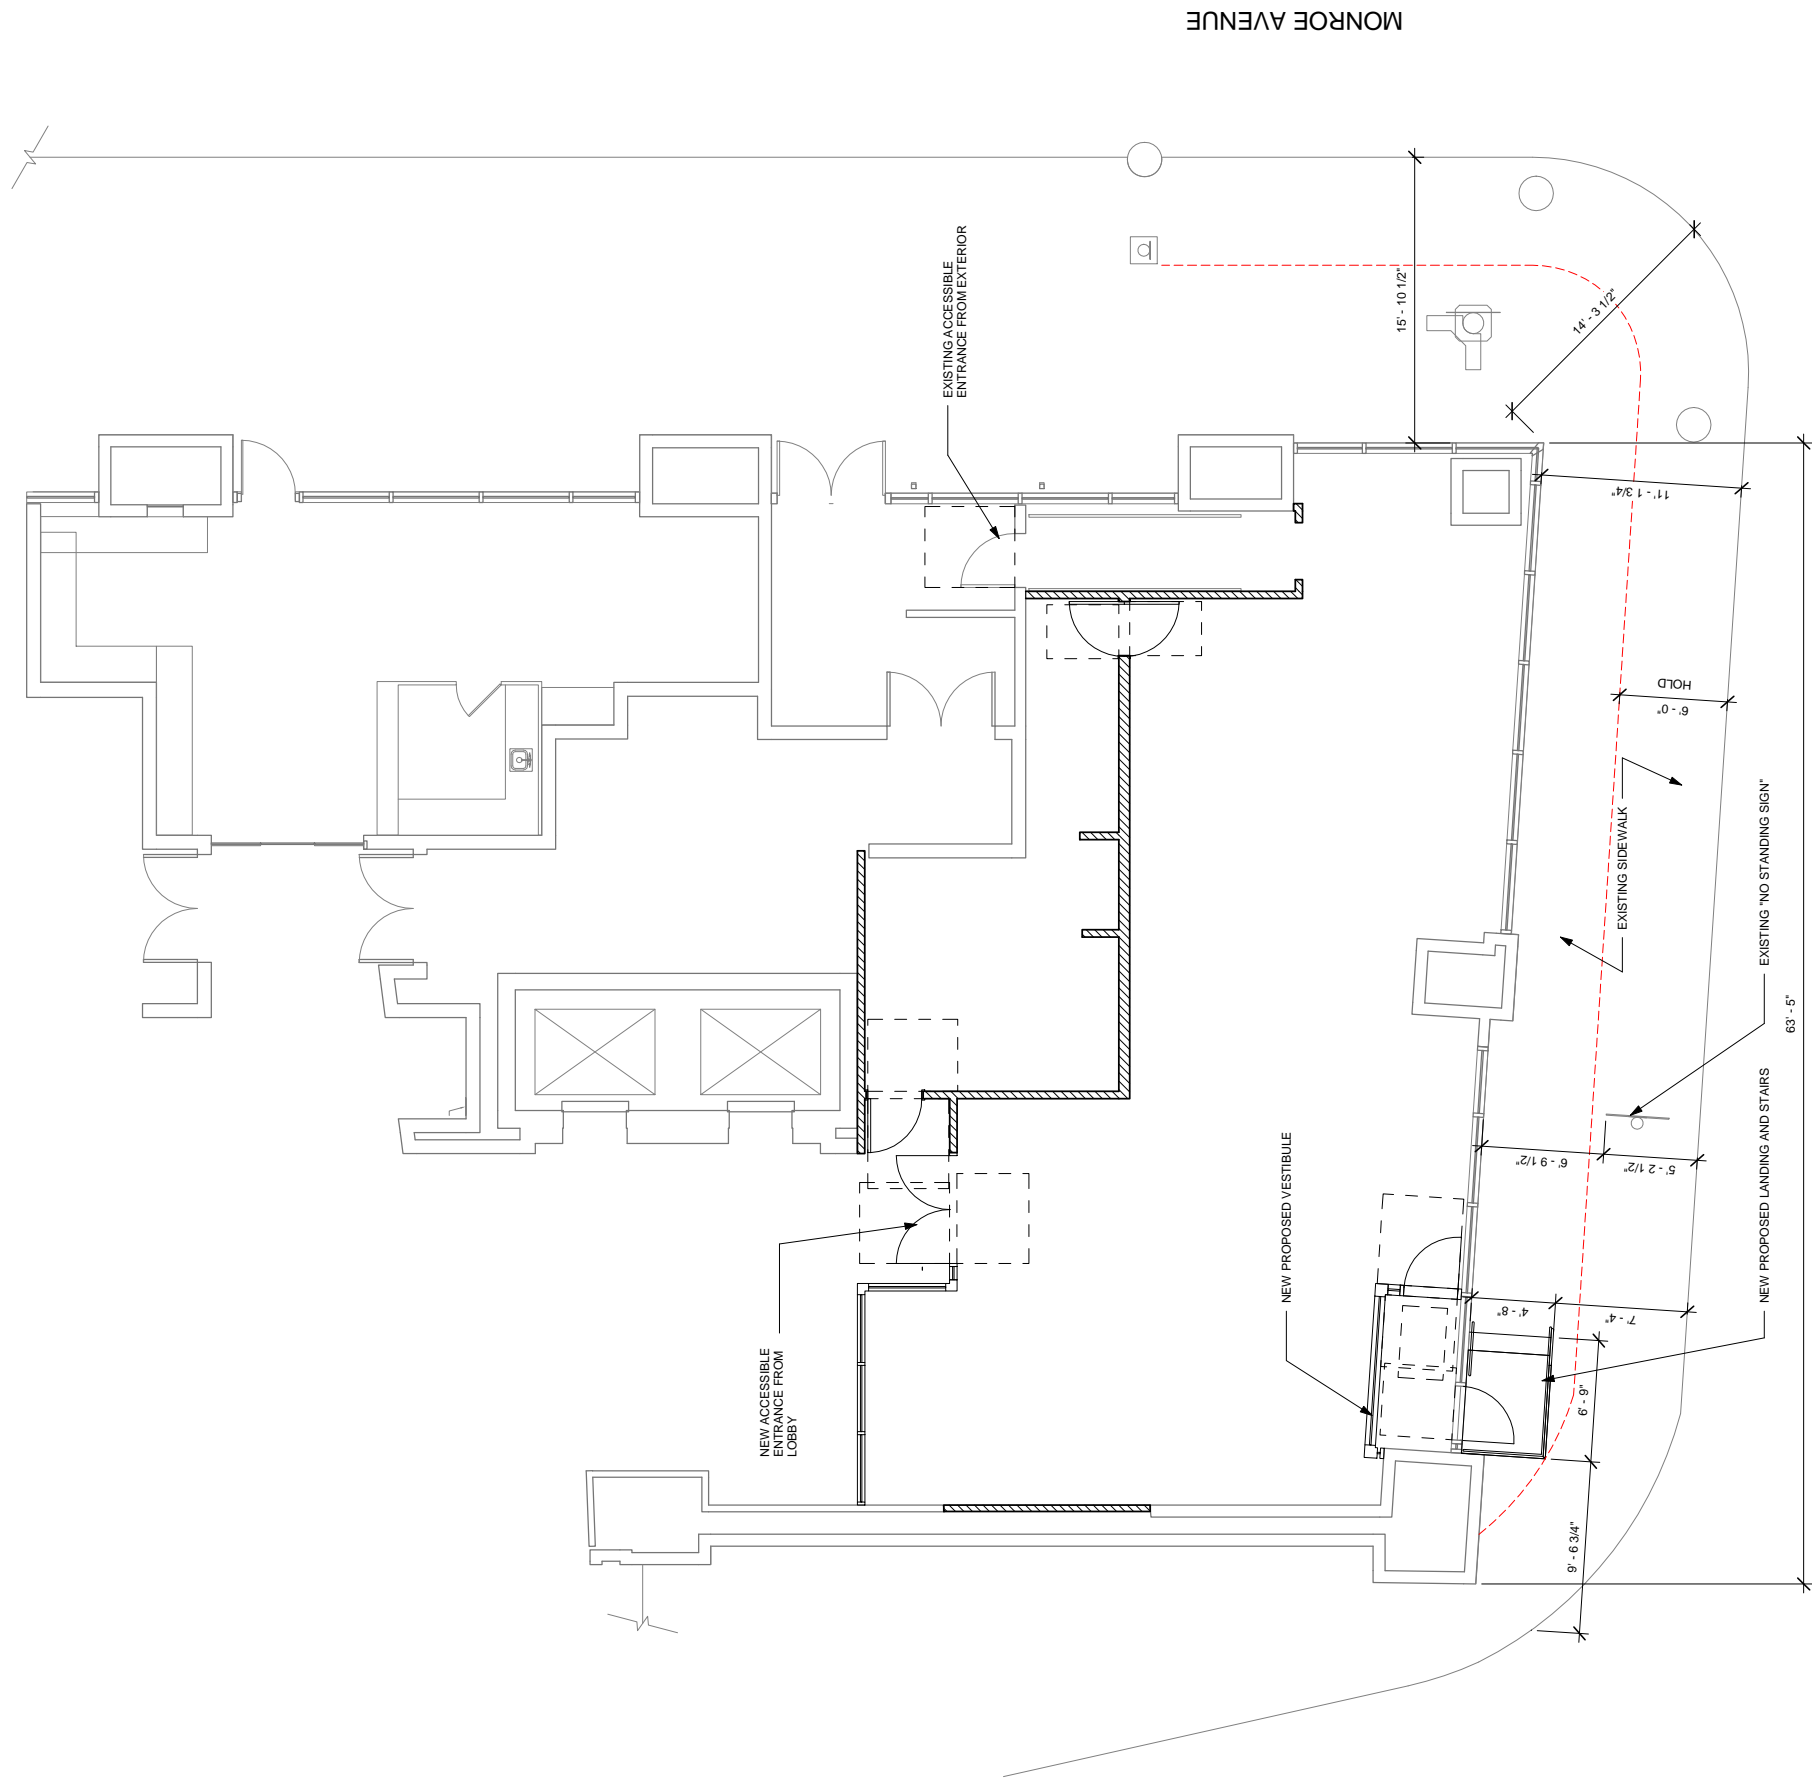 MONROE AVENUE
EXISTING ACCESSIBLE
ENTRANCE FROM EXTERIOR
15' - 10 1/2"
14' - 3 1/2"
11' - 1 3/4"
HOLD
6' - 0"
EXISTING SIDEWALK
EXISTING "NO STANDING SIGN"
63' - 5"
6' - 9 1/2"
5' - 2 1/2"
NEW PROPOSED VESTIBULE
NEW PROPOSED LANDING AND STAIRS
4' - 8"
7' - 4"
6' - 9"
9' - 6 3/4"
NEW ACCESSIBLE
ENTRANCE FROM
LOBBY